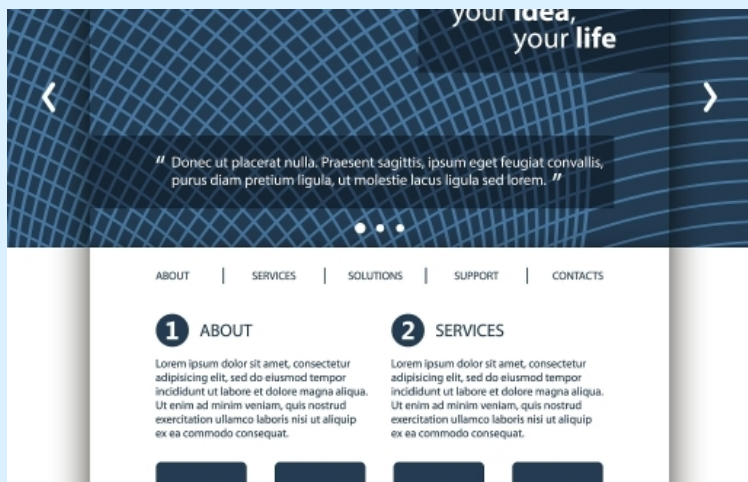 your idea,
your life
" Donec ut placerat nulla. Praesent sagittis, ipsum eget feugiat convallis,
purus diam pretium ligula, ut molestie lacus ligula sed lorem. "
ABOUT | SERVICES | SOLUTIONS | SUPPORT | CONTACTS
1 ABOUT
Lorem ipsum dolor sit amet, consectetur
adipisicing elit, sed do eiusmod tempor
incididunt ut labore et dolore magna aliqua.
Ut enim ad minim veniam, quis nostrud
exercitation ullamco laboris nisi ut aliquip
ex ea commodo consequat.
2 SERVICES
Lorem ipsum dolor sit amet, consectetur
adipisicing elit, sed do eiusmod tempor
incididunt ut labore et dolore magna aliqua.
Ut enim ad minim veniam, quis nostrud
exercitation ullamco laboris nisi ut aliquip
ex ea commodo consequat.